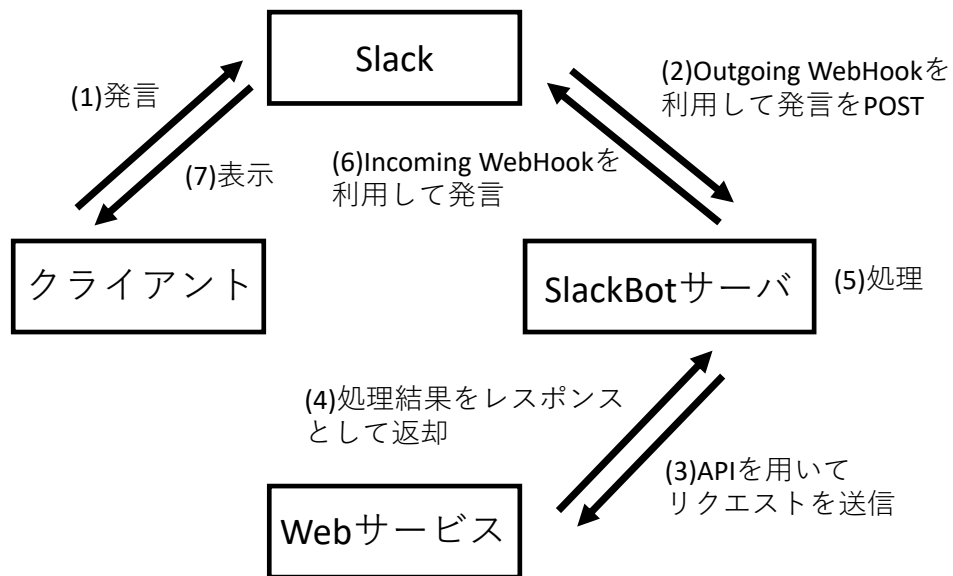 Slack
(1)発言
(2)Outgoing WebHookを
利用して発言をPOST
(7)表示
(6)Incoming WebHookを
利用して発言
クライアント
SlackBotサーバ
(5)処理
(4)処理結果をレスポンス
として返却
(3)APIを用いて
リクエストを送信
Webサービス